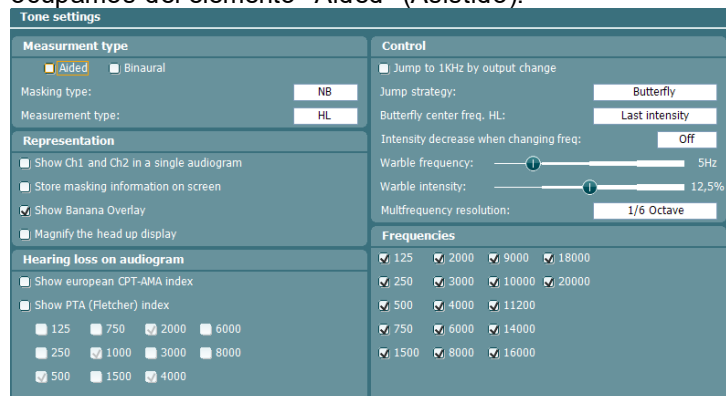 ocupamos del elemento "Aided" (Asistido).
Tone settings
Measurment type
Aided Binaural
Masking type: NB
Measurement type: HL
Representation
Show Ch1 and Ch2 in a single audiogram
Store masking information on screen
Show Banana Overlay
Magnify the head up display
Hearing loss on audiogram
Show european CPT-AMA index
Show PTA (Fletcher) index
125 750 2000 6000
250 1000 3000 8000
500 1500 4000
Control
Jump to 1KHz by output change
Jump strategy: Butterfly
Butterfly center freq. HL: Last intensity
Intensity decrease when changing freq: Off
Warble frequency: 5Hz
Warble intensity: 12,5%
Multfrequency resolution: 1/6 Octave
Frequencies
125 2000 9000 18000
250 3000 10000 20000
500 4000 11200
750 6000 14000
1500 8000 16000